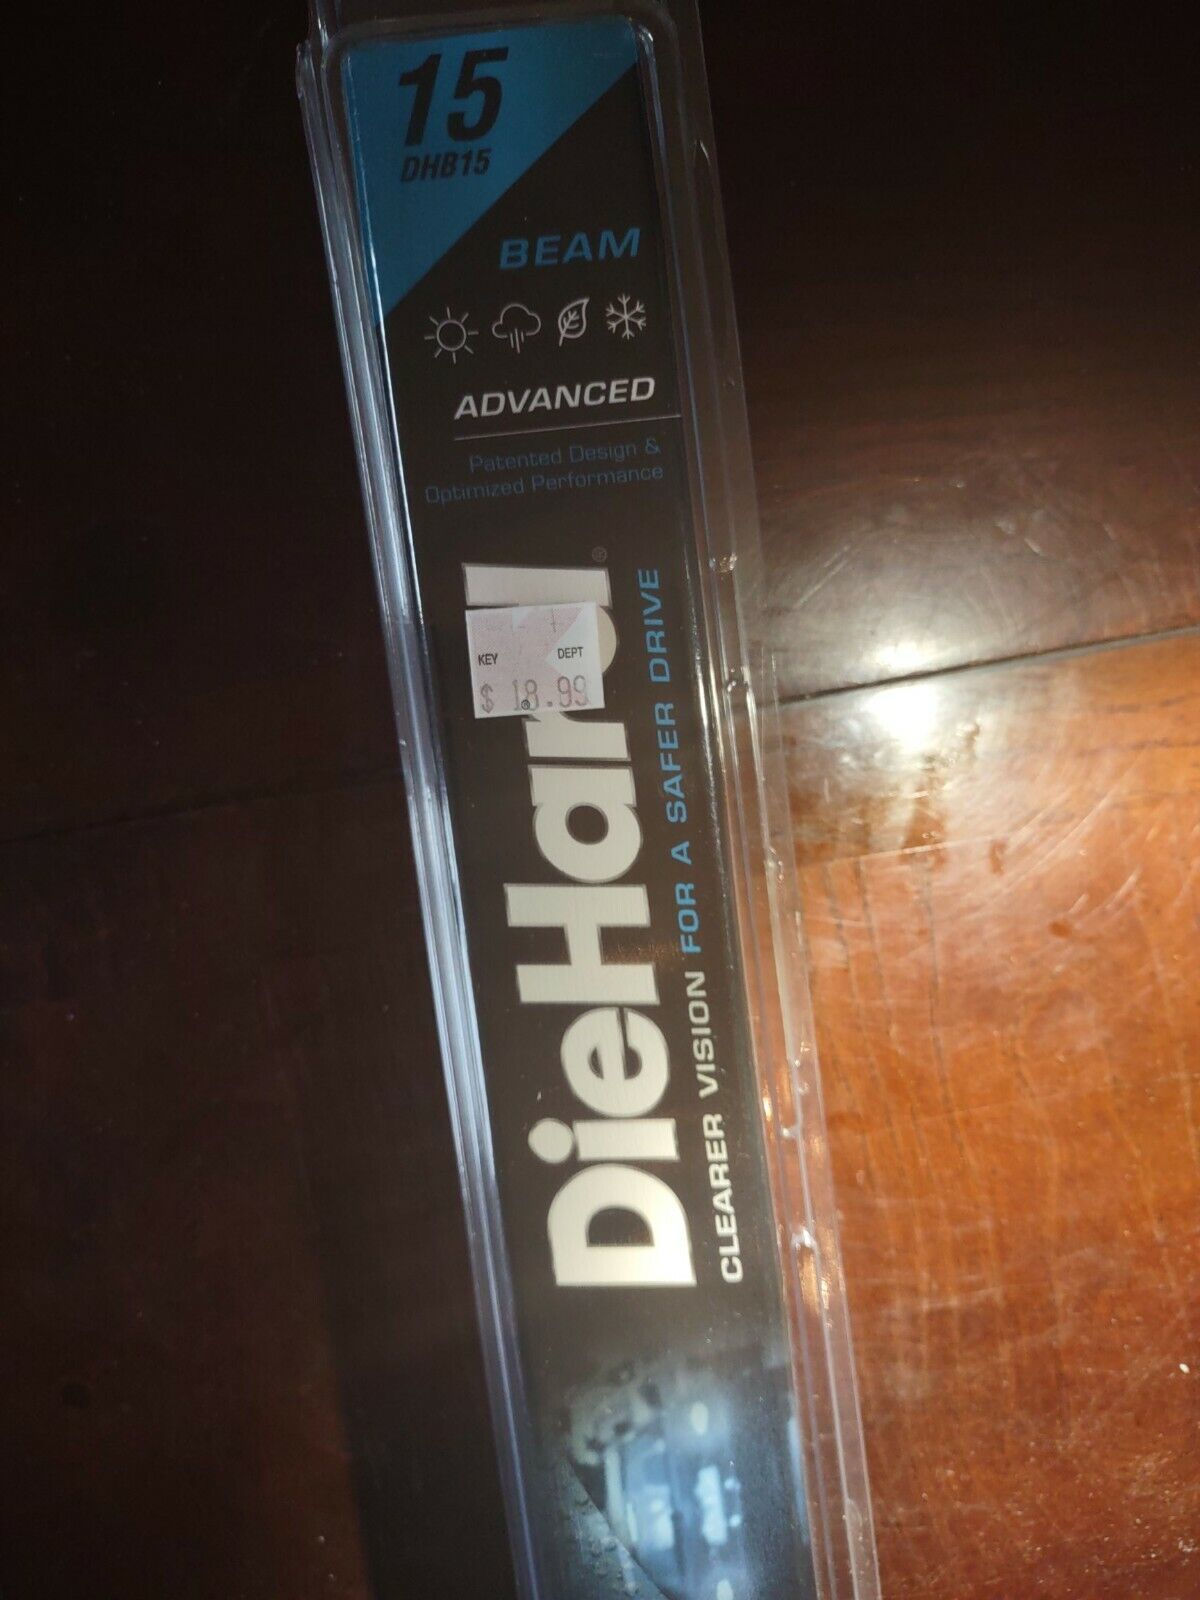 15
DHB15
BEAM
ADVANCED
Patented Design &
Optimized Performance
KEY DEPT
$ 18.99
DieHard®
CLEARER VISION FOR A SAFER DRIVE